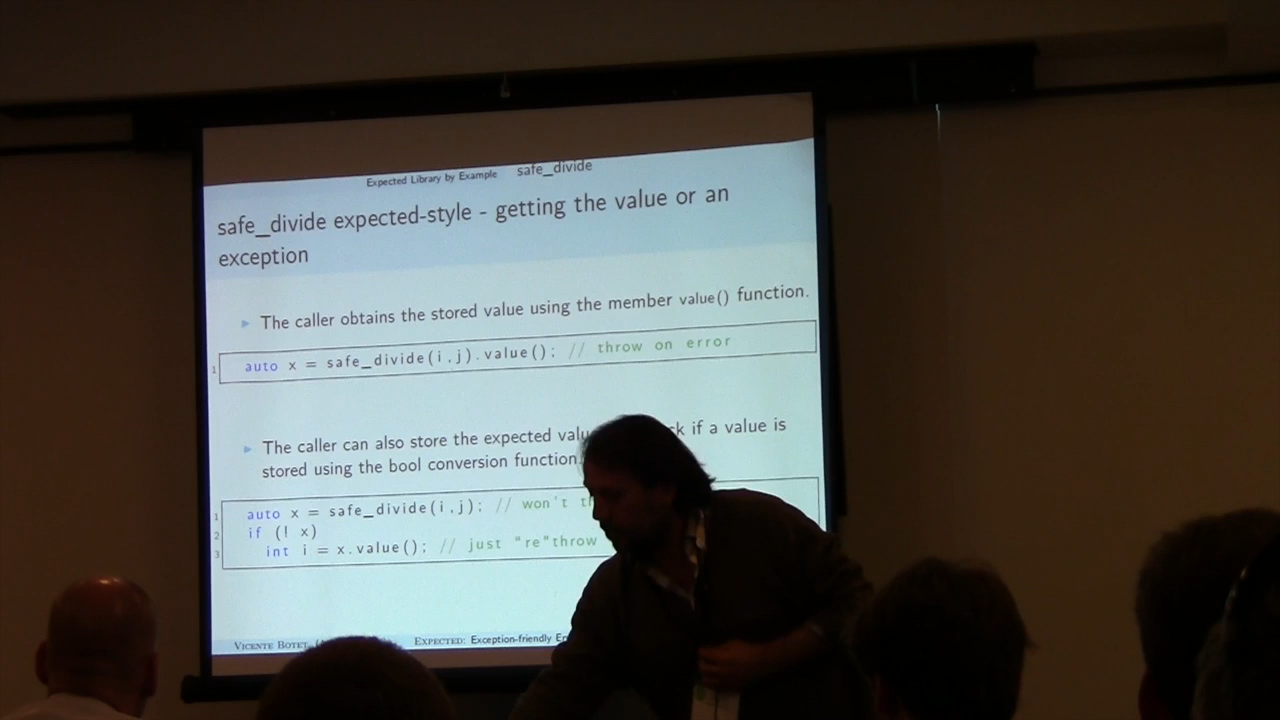 Expected Library by Example safe_divide
safe_divide expected-style - getting the value or an
exception
The caller obtains the stored value using the member value() function.
1 auto x = safe_divide(i,j).value(); // throw on error
The caller can also store the expected if a value is
stored using the bool conversion function
1 auto x = safe_divide(i,j); // won't
2 if (! x)
3 int i = x.value(); // just "re"throw
VICENTE BOTET EXPECTED: Exception-friendly